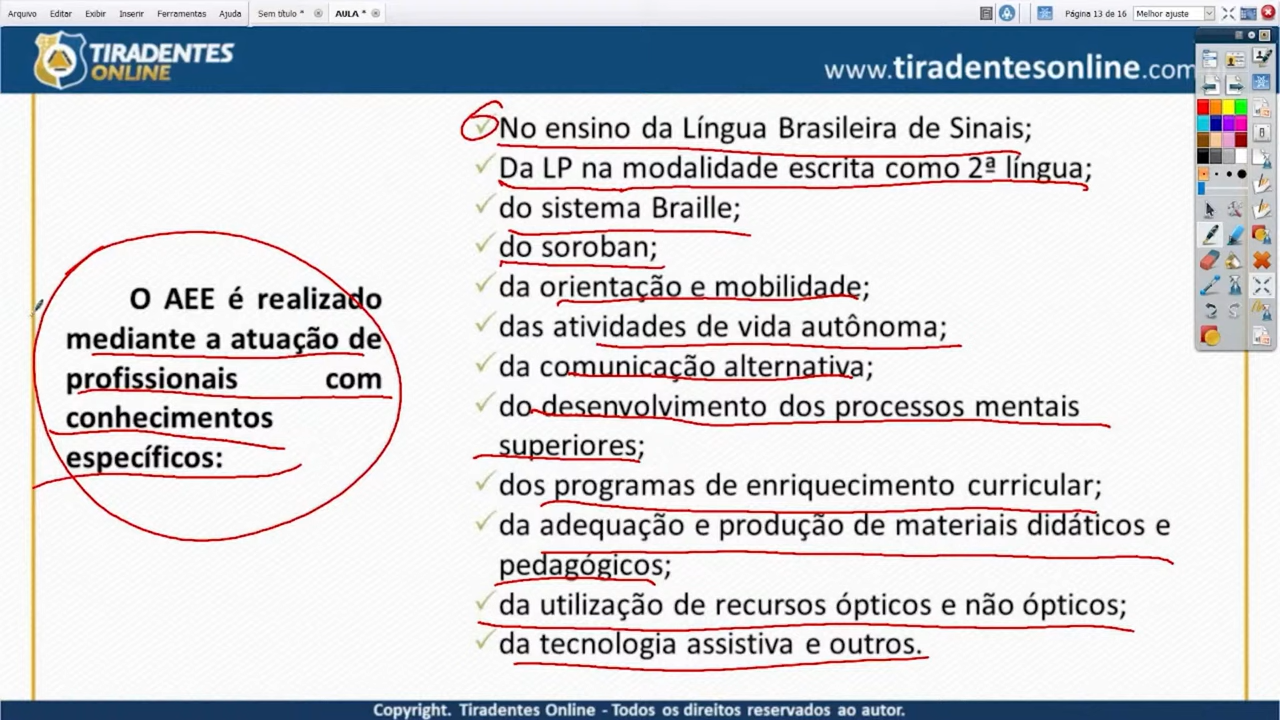 Arquivo Editar Exibir Inserir Ferramentas Ajuda Sem título * AULA * Página 13 de 16 Melhor ajuste
TIRADENTES
ONLINE
www.tiradentesonline.com
O AEE é realizado
mediante a atuação de
profissionais com
conhecimentos
específicos:
6
No ensino da Língua Brasileira de Sinais;
Da LP na modalidade escrita como 2ª língua;
do sistema Braille;
do soroban;
da orientação e mobilidade;
das atividades de vida autônoma;
da comunicação alternativa;
do desenvolvimento dos processos mentais
superiores;
dos programas de enriquecimento curricular;
da adequação e produção de materiais didáticos e
pedagógicos;
da utilização de recursos ópticos e não ópticos;
da tecnologia assistiva e outros.
Copyright. Tiradentes Online - Todos os direitos reservados ao autor.